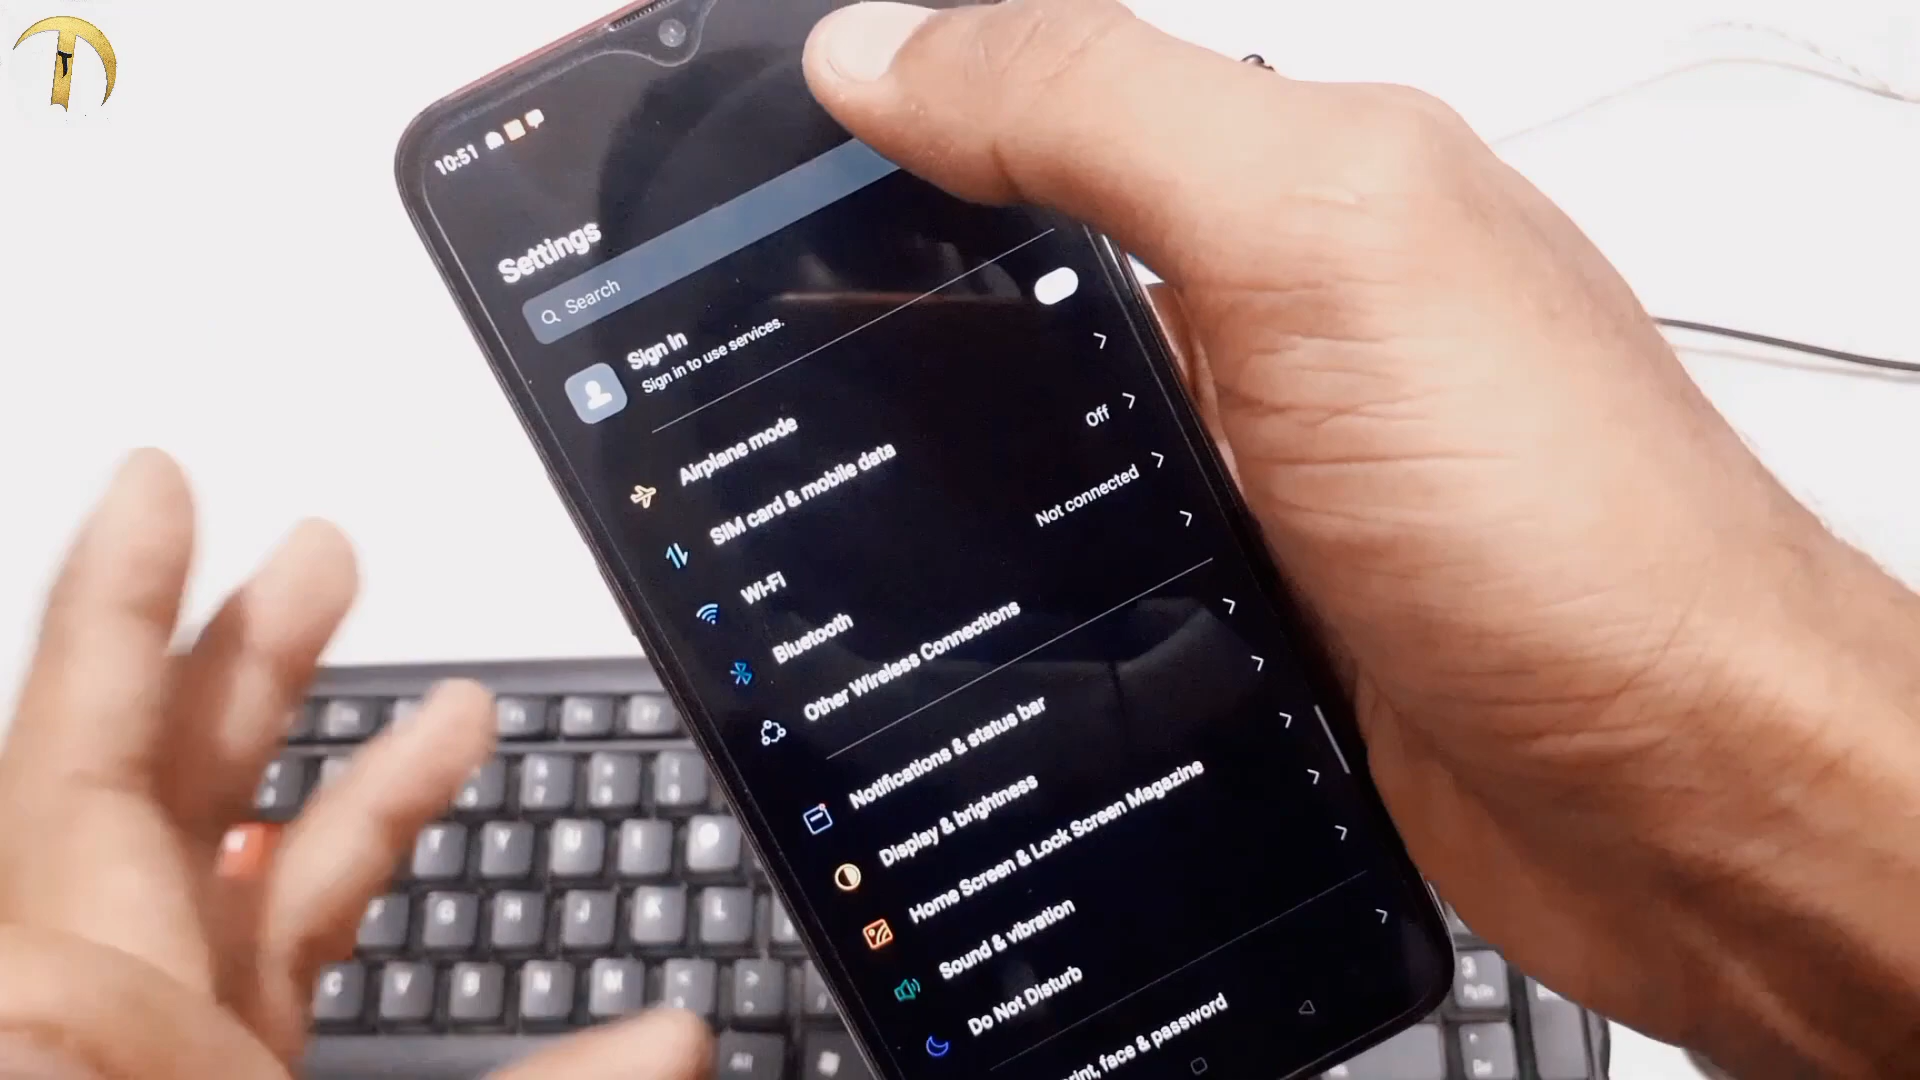 10:51
Settings
Search
Sign In
Sign in to use services.
Airplane mode
SIM card & mobile data
Wi-Fi
Off
Bluetooth
Not connected
Other Wireless Connections
Notifications & status bar
Display & brightness
Home Screen & Lock Screen Magazine
Sound & vibration
Do Not Disturb
face & password